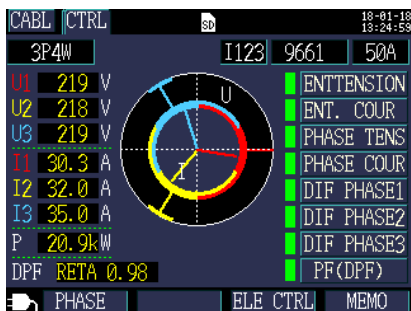 CABL CTRL SD 18-01-18
13:24:59
3P4W I123 9661 50A
U1 219 V
U2 218 V
U3 219 V
I1 30.3 A
I2 32.0 A
I3 35.0 A
P 20.9kW
DPF RETA 0.98
U
I
ENTTENSION
ENT. COUR
PHASE TENS
PHASE COUR
DIF PHASE1
DIF PHASE2
DIF PHASE3
PF(DPF)
PHASE ELE CTRL MEMO